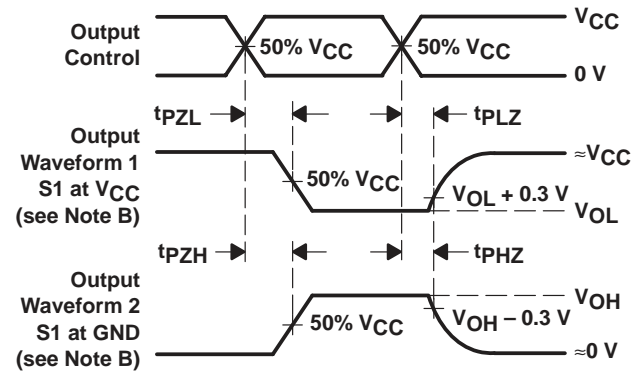 Output
Control
50% VCC
50% VCC
VCC
0 V
tPZL
tPLZ
Output
Waveform 1
S1 at VCC
(see Note B)
50% VCC
≈VCC
VOL + 0.3 V
VOL
tPZH
tPHZ
Output
Waveform 2
S1 at GND
(see Note B)
50% VCC
VOH
VOH – 0.3 V
≈0 V